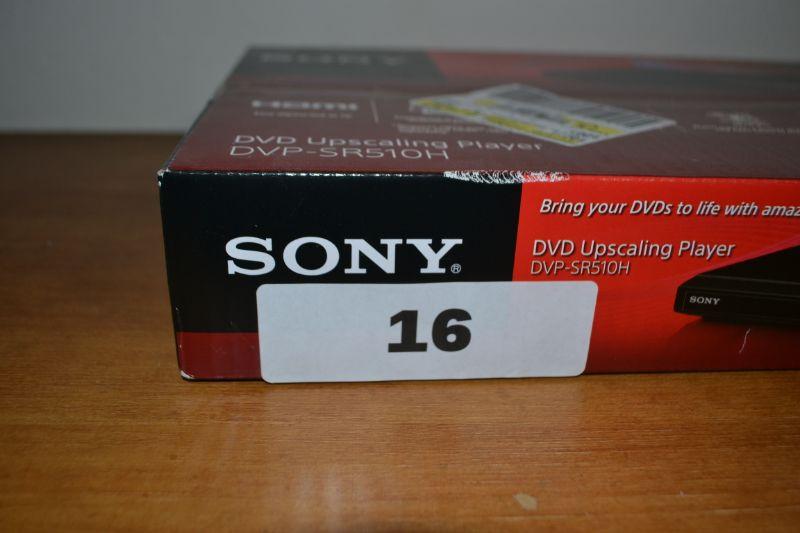 SONY
HDMI
DVD Upscaling Player
DVP-SR510H
Bring your DVDs to life with
SONY®
DVD Upscaling Player
DVP-SR510H
SONY
16